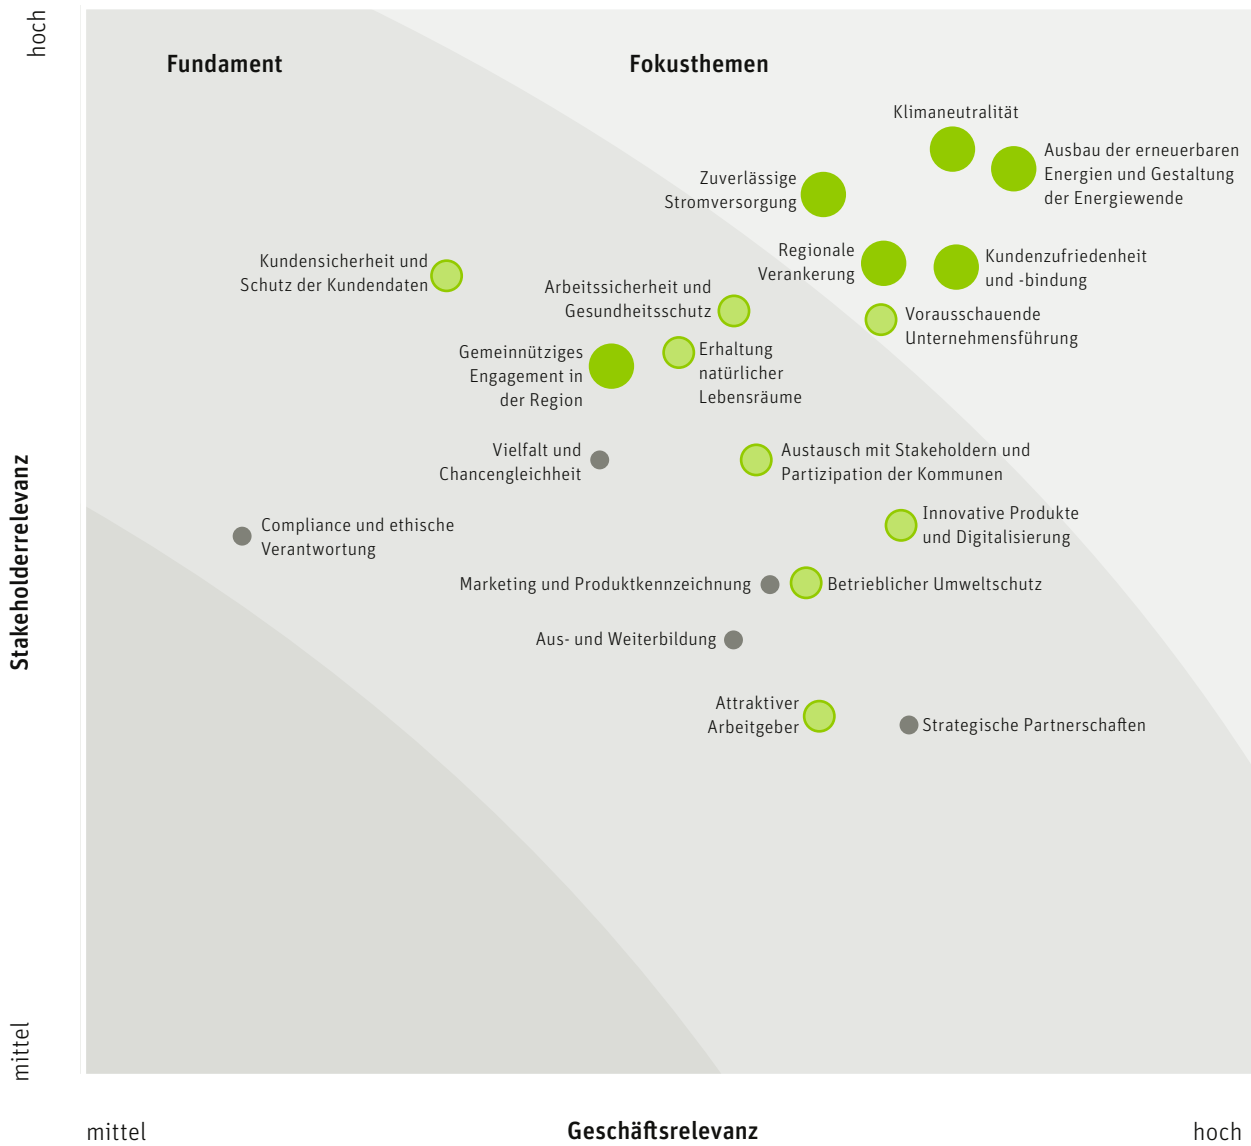 hoch
Fundament
Fokusthemen
Klimaneutralität
Ausbau der erneuerbaren
Energien und Gestaltung
der Energiewende
Zuverlässige
Stromversorgung
Regionale
Verankerung
Kundenzufriedenheit
und -bindung
Kundensicherheit und
Schutz der Kundendaten
Arbeitssicherheit und
Gesundheitsschutz
Vorausschauende
Unternehmensführung
Gemeinnütziges
Engagement in
der Region
Erhaltung
natürlicher
Lebensräume
Vielfalt und
Chancengleichheit
Austausch mit Stakeholdern und
Partizipation der Kommunen
Compliance und ethische
Verantwortung
Innovative Produkte
und Digitalisierung
Marketing und Produktkennzeichnung
Betrieblicher Umweltschutz
Aus- und Weiterbildung
Attraktiver
Arbeitgeber
Strategische Partnerschaften
Stakeholderrelevanz
mittel
mittel
Geschäftsrelevanz
hoch